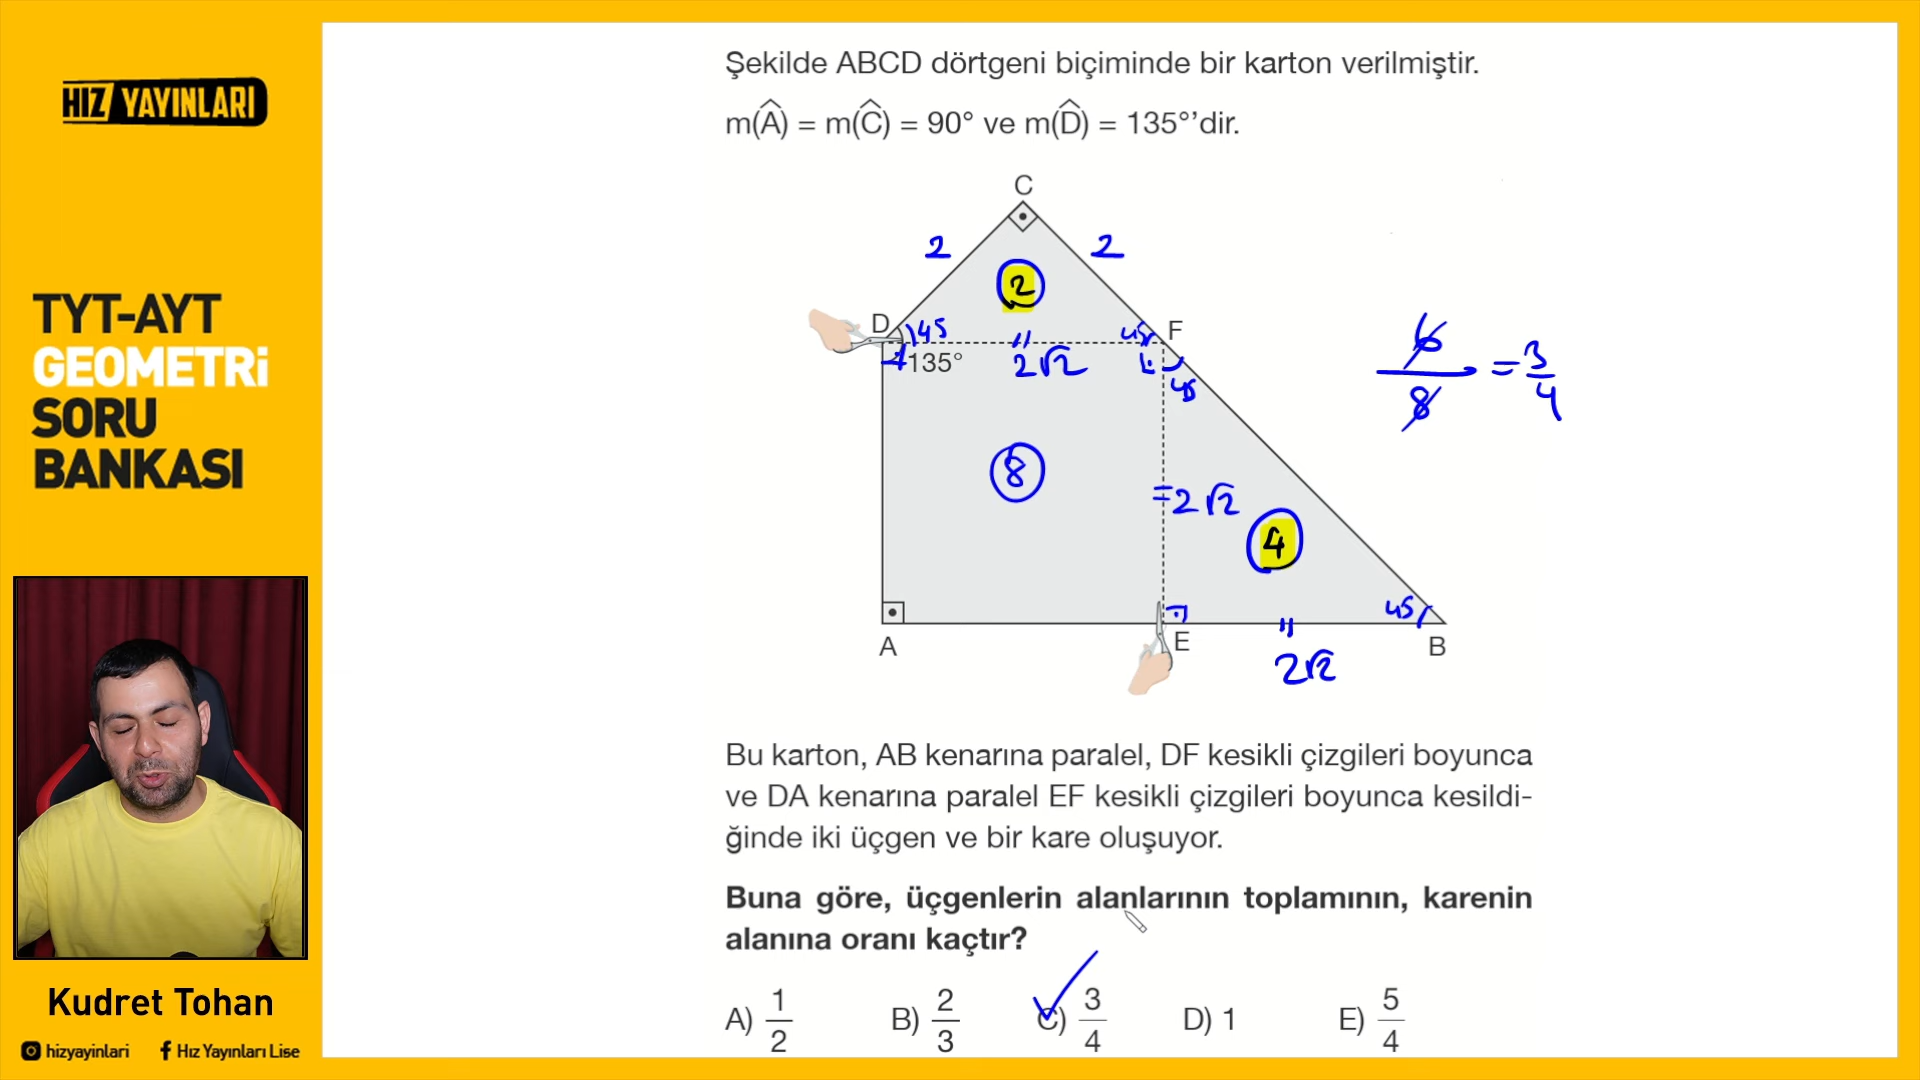 HIZ YAYINLARI
TYT-AYT
GEOMETRİ
SORU
BANKASI
Kudret Tohan
hizyayinlari
Hız Yayınları Lise
Şekilde ABCD dörtgeni biçiminde bir karton verilmiştir.
m(Â) = m(Ĉ) = 90° ve m(D̂) = 135°’dir.
C
2
2
2
D
45
45
F
135°
2√2
45
6/8 = 3/4
8
=2√2
4
45
A
E
B
2√2
Bu karton, AB kenarına paralel, DF kesikli çizgileri boyunca
ve DA kenarına paralel EF kesikli çizgileri boyunca kesildi-
ğinde iki üçgen ve bir kare oluşuyor.
Buna göre, üçgenlerin alanlarının toplamının, karenin
alanına oranı kaçtır?
A) 1/2 B) 2/3 C) 3/4 D) 1 E) 5/4